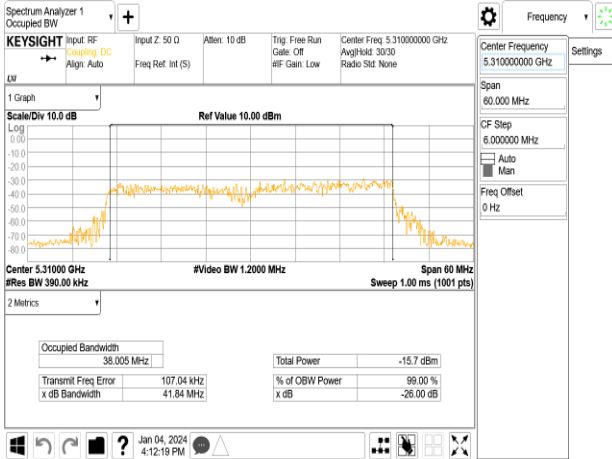 Spectrum Analyzer 1
Occupied BW
Frequency
KEYSIGHT
Input: RF
Coupling: DC
Align: Auto
Input Z: 50 Ω
Freq Ref: Int (S)
Atten: 10 dB
Trig: Free Run
Gate: Off
#IF Gain: Low
Center Freq: 5.310000000 GHz
Avg|Hold: 30/30
Radio Std: None
Center Frequency
5.310000000 GHz
Settings
Span
60.000 MHz
CF Step
6.000000 MHz
Auto
Man
Freq Offset
0 Hz
1 Graph
Scale/Div 10.0 dB
Ref Value 10.00 dBm
Log
0.00
-10.0
-20.0
-30.0
-40.0
-50.0
-60.0
-70.0
-80.0
Center 5.31000 GHz
#Video BW 1.2000 MHz
Span 60 MHz
#Res BW 390.00 kHz
Sweep 1.00 ms (1001 pts)
2 Metrics
Occupied Bandwidth
38.005 MHz
Total Power -15.7 dBm
Transmit Freq Error 107.04 kHz
% of OBW Power 99.00 %
x dB Bandwidth 41.84 MHz
x dB -26.00 dB
?
Jan 04, 2024
4:12:19 PM